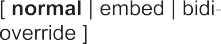 [ normal | embed | bidi-
override ]